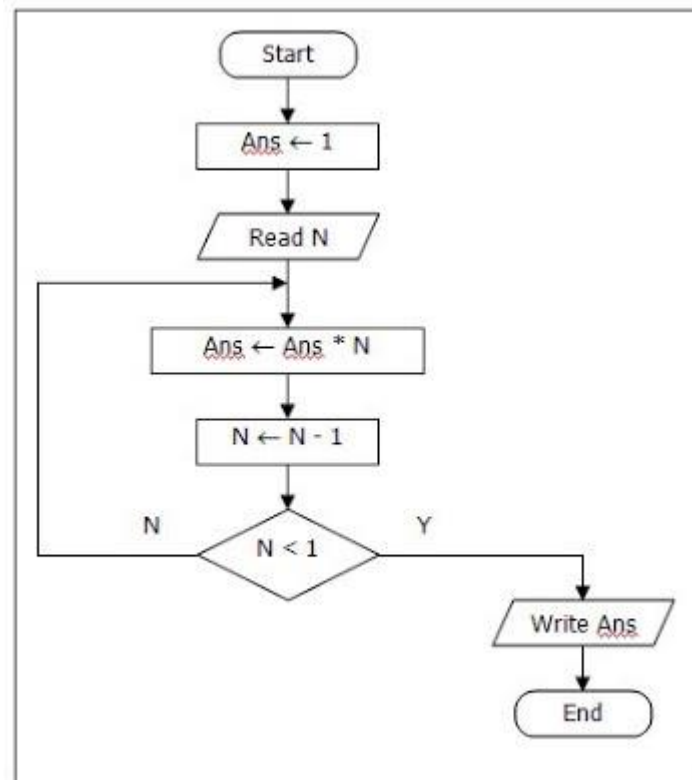 Start
Ans ← 1
Read N
Ans ← Ans * N
N ← N - 1
N < 1
N
Y
Write Ans
End